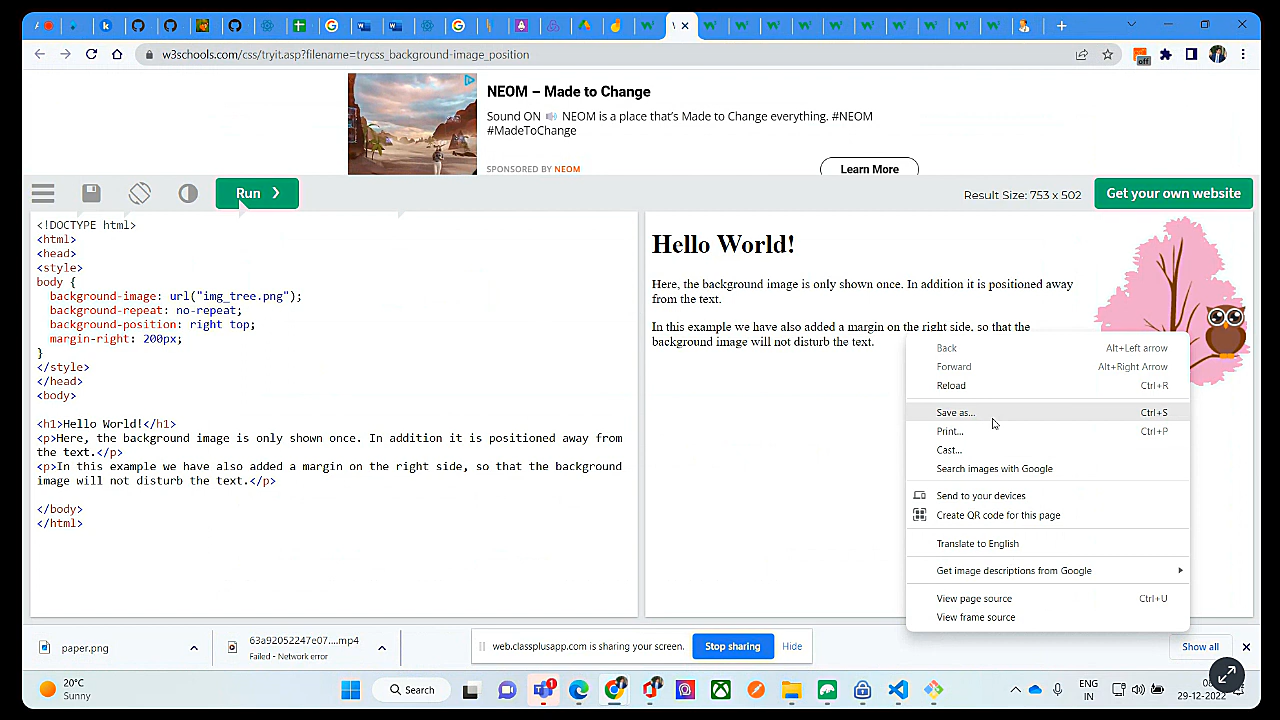 w3schools.com/css/tryit.asp?filename=trycss_background-image_position
off
NEOM – Made to Change
Sound ON 🔊 NEOM is a place that's Made to Change everything. #NEOM
#MadeToChange
SPONSORED BY NEOM
Learn More
Run ❯
Result Size: 753 x 502
Get your own website
<!DOCTYPE html>
<html>
<head>
<style>
body {
  background-image: url("img_tree.png");
  background-repeat: no-repeat;
  background-position: right top;
  margin-right: 200px;
}
</style>
</head>
<body>
<h1>Hello World!</h1>
<p>Here, the background image is only shown once. In addition it is positioned away from
the text.</p>
<p>In this example we have also added a margin on the right side, so that the background
image will not disturb the text.</p>
</body>
</html>
Hello World!
Here, the background image is only shown once. In addition it is positioned away
from the text.
In this example we have also added a margin on the right side, so that the
background image will not disturb the text.
Back Alt+Left arrow
Forward Alt+Right Arrow
Reload Ctrl+R
Save as... Ctrl+S
Print... Ctrl+P
Cast...
Search images with Google
Send to your devices
Create QR code for this page
Translate to English
Get image descriptions from Google
View page source Ctrl+U
View frame source
paper.png
63a92052247e07....mp4
Failed - Network error
web.classplusapp.com is sharing your screen.
Stop sharing
Hide
Show all
20°C
Sunny
Search
1
ENG
IN
29-12-2022